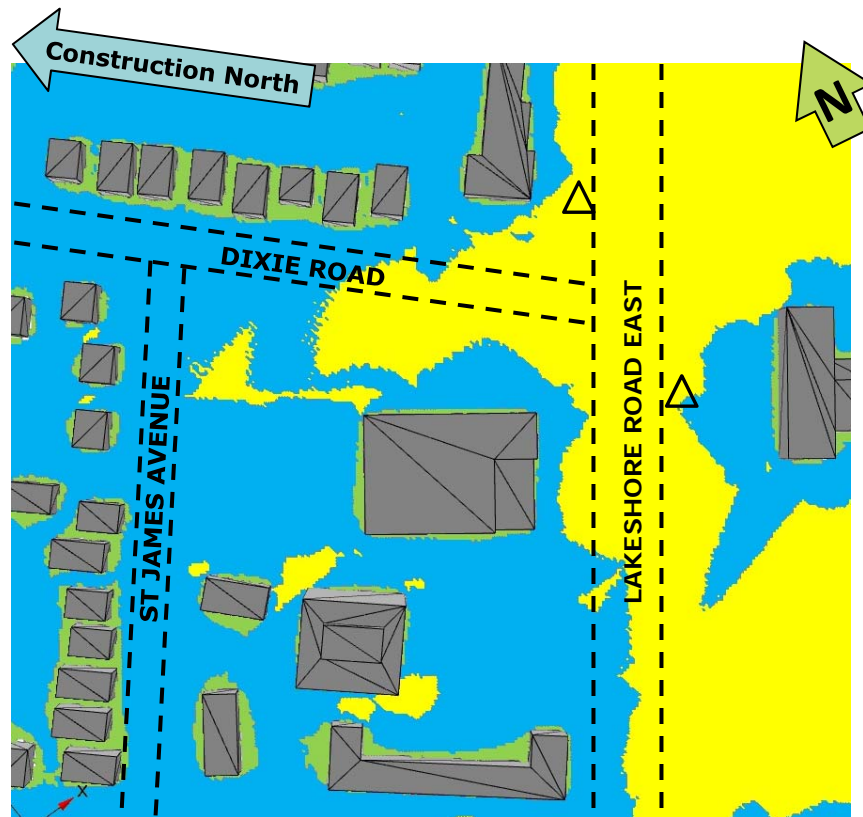 Construction North
N
DIXIE ROAD
ST JAMES AVENUE
LAKESHORE ROAD EAST
X